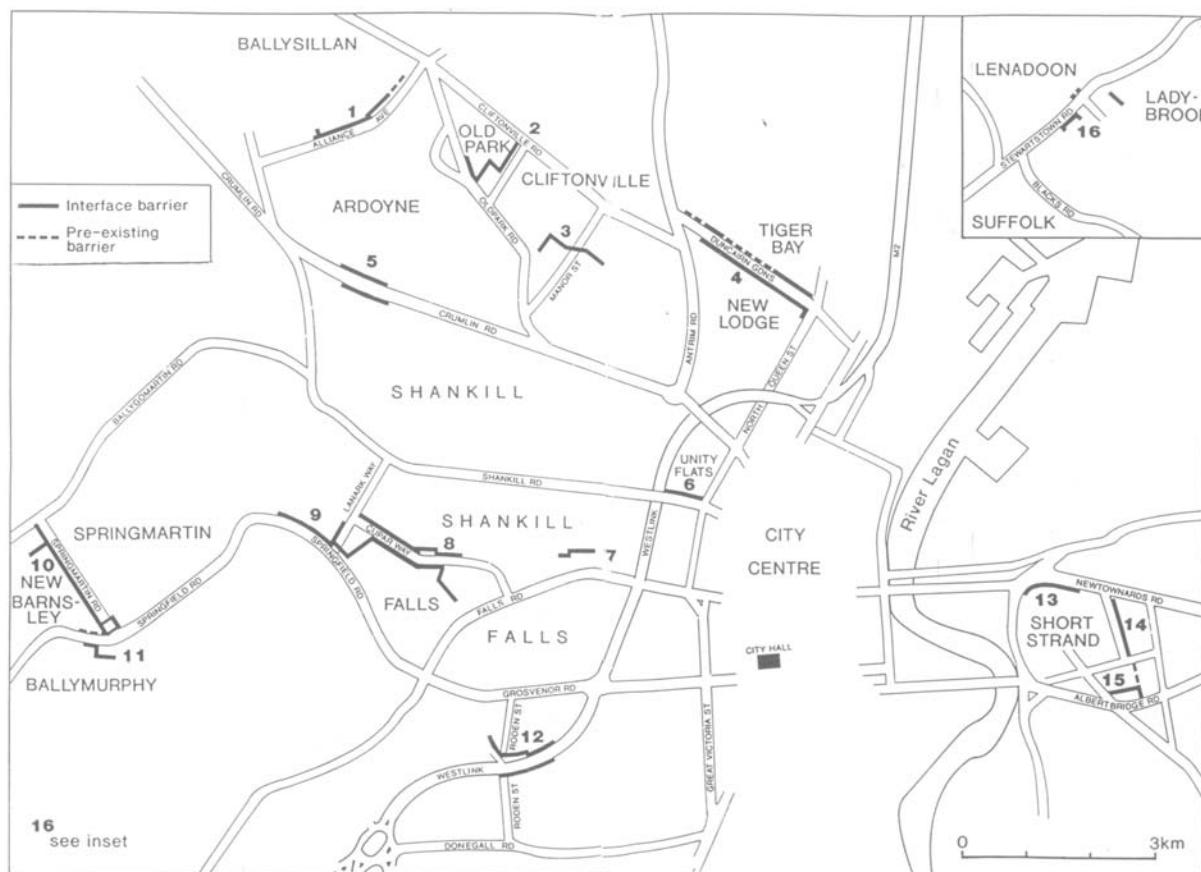 BALLYSILLAN
LENADOON
LADY-
BROOK
STEWARTSTOWN RD
16
BLACKS RD
SUFFOLK
1
ALLIANCE AVE
OLD
PARK
CLIFTONVILLE RD
2
CLIFTONVILLE
Interface barrier
Pre-existing
barrier
CRUMLIN RD
ARDOYNE
OLDPARK RD
3
MANOR ST
TIGER
BAY
DUNCAIRN GDNS
4
NEW
LODGE
M2
5
CRUMLIN RD
ANTRIM RD
NORTH QUEEN ST
BALLYGOMARTIN RD
SHANKILL
UNITY
FLATS
6
River Lagan
LANARK WAY
SHANKILL RD
SHANKILL
WESTLINK
CITY
CENTRE
SPRINGMARTIN
9
CUPAR WAY
8
7
SPRINGFIELD RD
10
NEW
BARNS-
LEY
SPRINGMARTIN RD
SPRINGFIELD RD
FALLS
FALLS RD
FALLS
13
NEWTOWNARDS RD
SHORT
STRAND
14
11
BALLYMURPHY
CITY HALL
15
ALBERTBRIDGE RD
GROSVENOR RD
RODEN ST
12
GREAT VICTORIA ST
WESTLINK
RODEN ST
16
see inset
DONEGALL RD
0
3km